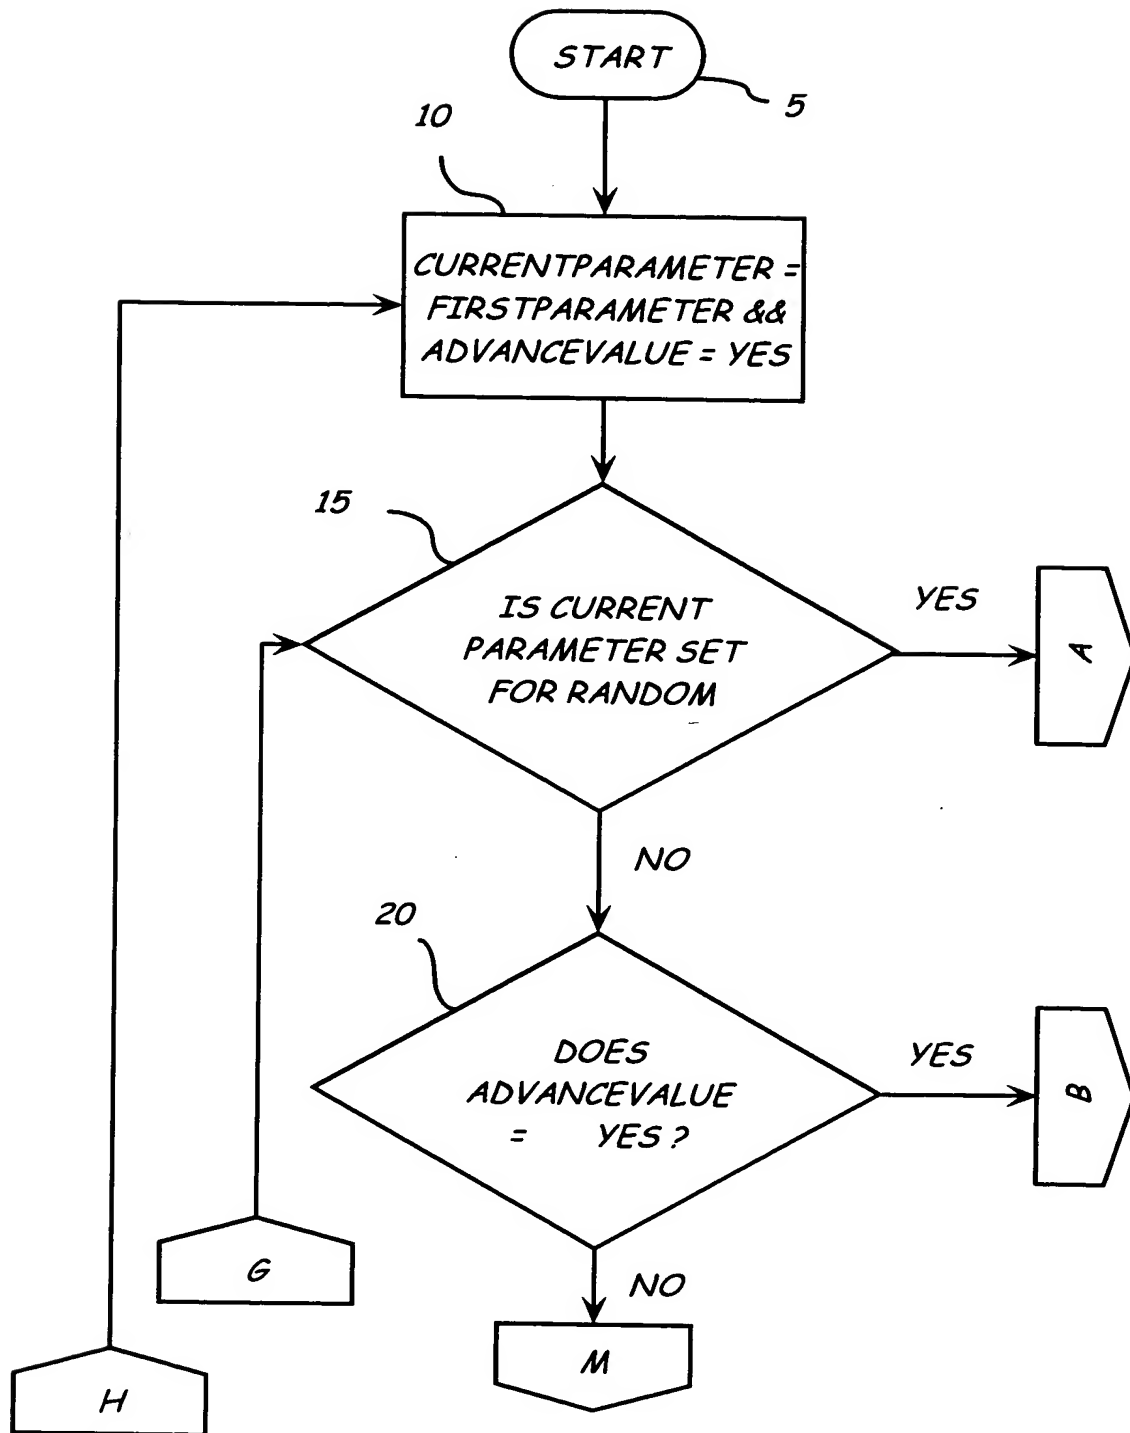 START
5
10
CURRENTPARAMETER =
FIRSTPARAMETER &&
ADVANCEVALUE = YES
15
IS CURRENT
PARAMETER SET
FOR RANDOM
YES
A
NO
20
DOES
ADVANCEVALUE
= YES ?
YES
B
G
NO
M
H